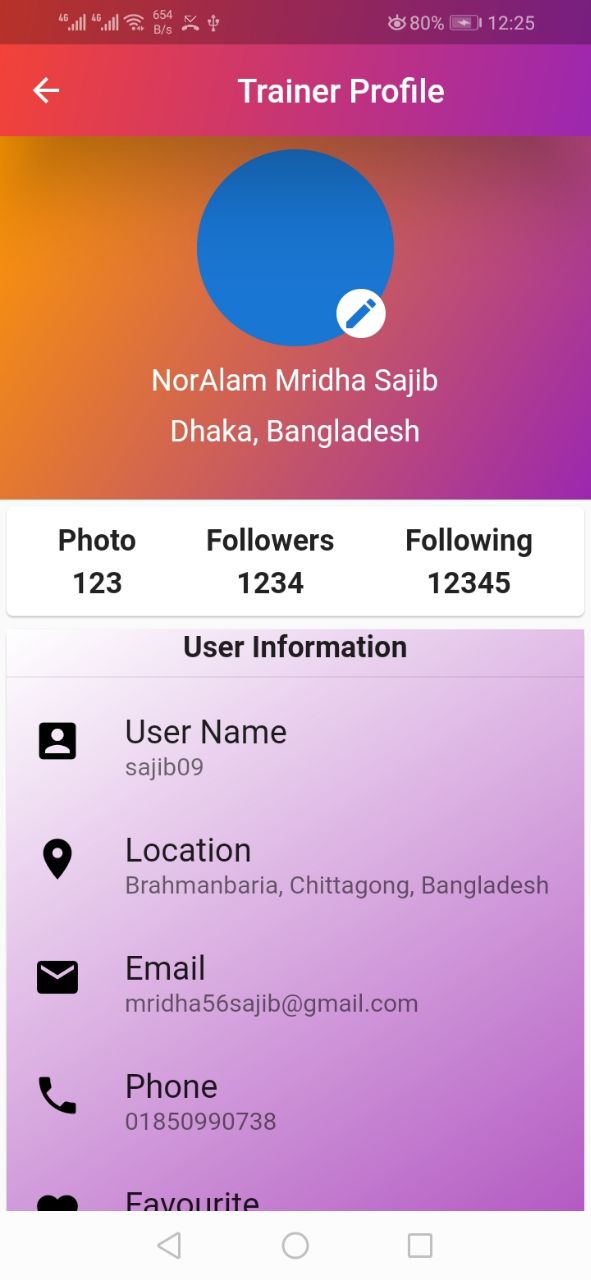 4G 4G 654 B/s 80% 12:25
Trainer Profile
NorAlam Mridha Sajib
Dhaka, Bangladesh
Photo Followers Following
123 1234 12345
User Information
User Name
sajib09
Location
Brahmanbaria, Chittagong, Bangladesh
Email
mridha56sajib@gmail.com
Phone
01850990738
Favourite